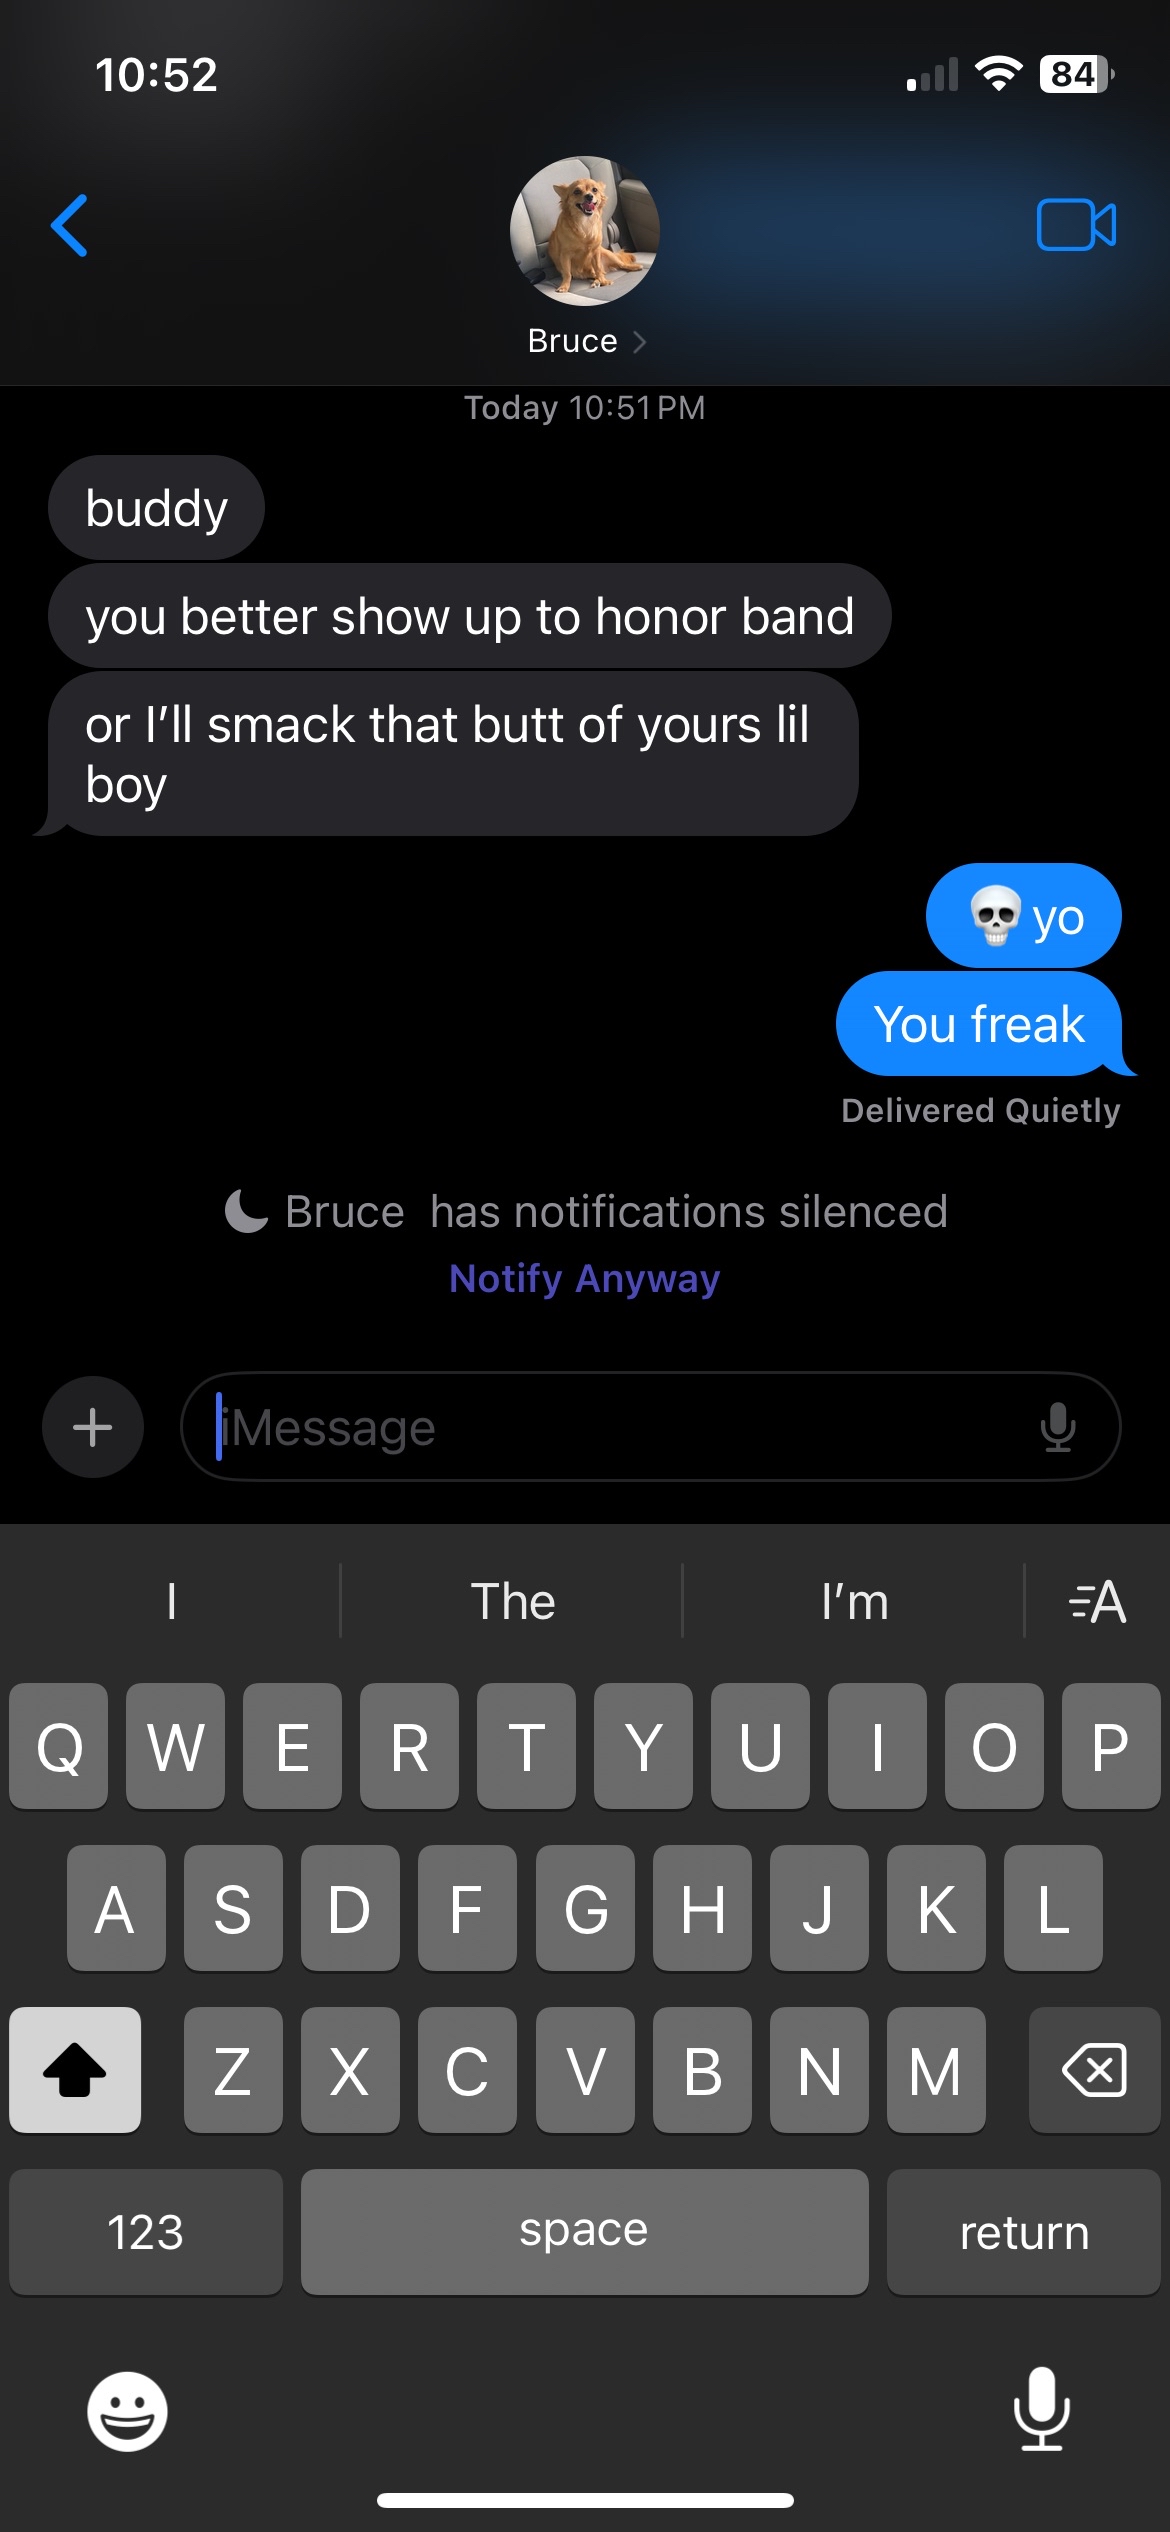 10:52
84
Bruce
Today 10:51 PM
buddy
you better show up to honor band
or I’ll smack that butt of yours lil
boy
💀 yo
You freak
Delivered Quietly
Bruce has notifications silenced
Notify Anyway
iMessage
I The I’m A
Q W E R T Y U I O P
A S D F G H J K L
Z X C V B N M
123 space return